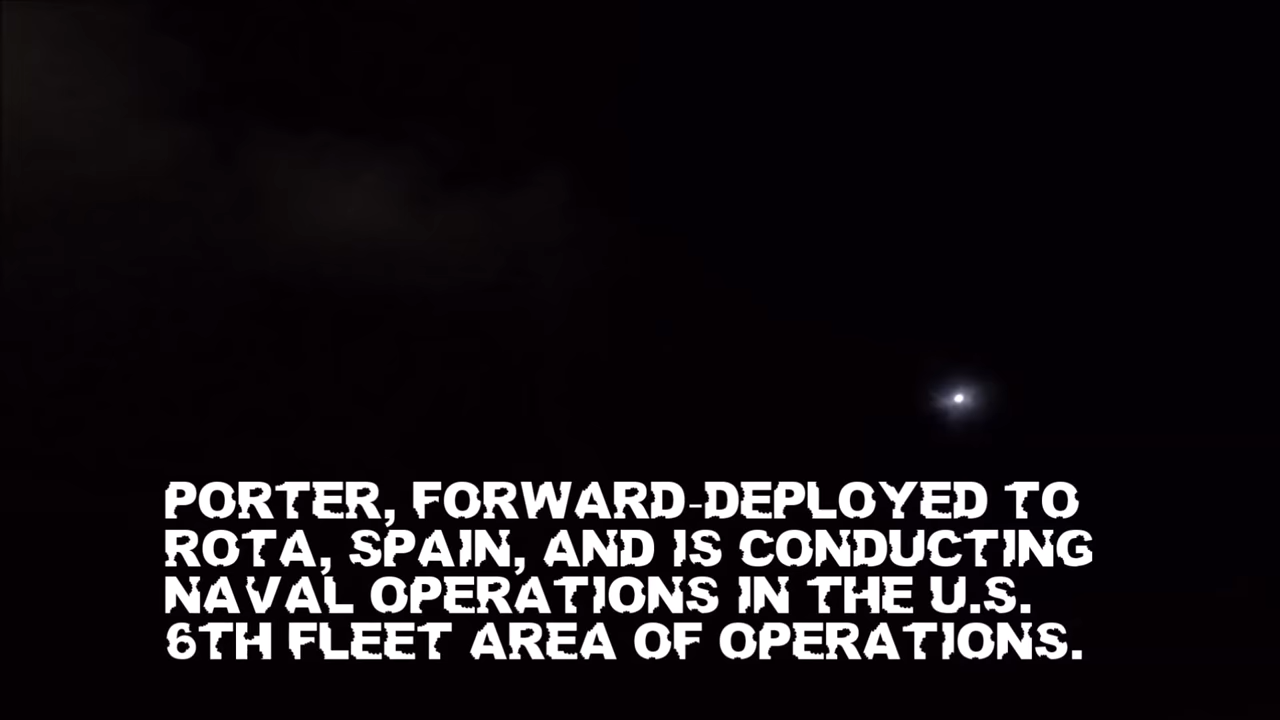 PORTER, FORWARD-DEPLOYED TO
ROTA, SPAIN, AND IS CONDUCTING
NAVAL OPERATIONS IN THE U.S.
6TH FLEET AREA OF OPERATIONS.